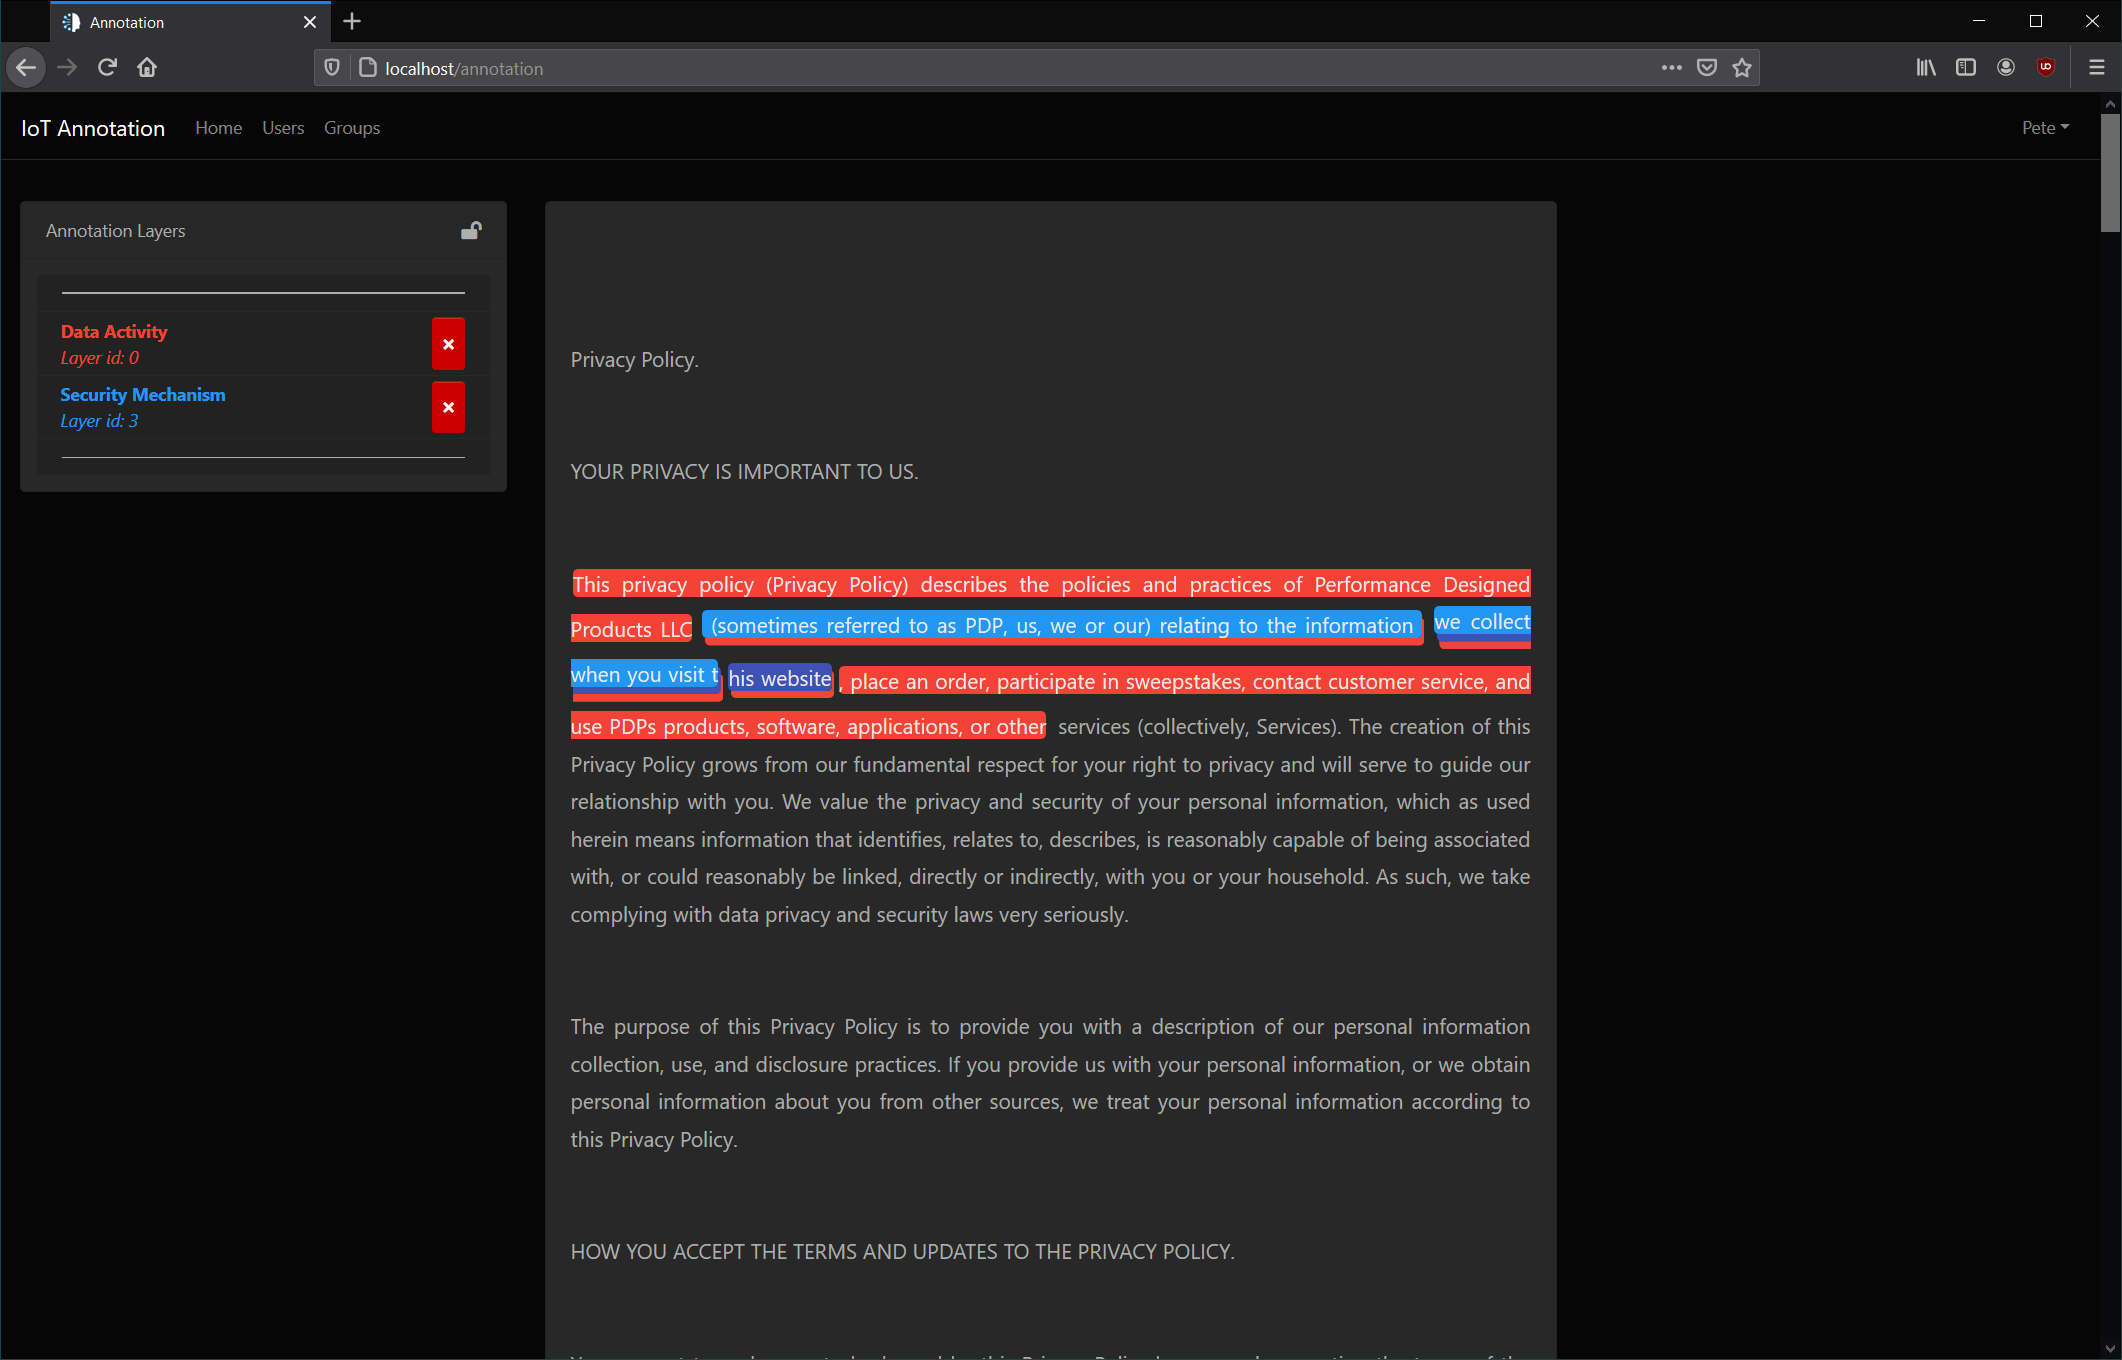 Annotation
localhost/annotation
IoT Annotation Home Users Groups Pete
Annotation Layers
Data Activity
Layer id: 0
Security Mechanism
Layer id: 3
Privacy Policy.
YOUR PRIVACY IS IMPORTANT TO US.
This privacy policy (Privacy Policy) describes the policies and practices of Performance Designed
Products LLC (sometimes referred to as PDP, us, we or our) relating to the information we collect
when you visit t his website , place an order, participate in sweepstakes, contact customer service, and
use PDPs products, software, applications, or other services (collectively, Services). The creation of this
Privacy Policy grows from our fundamental respect for your right to privacy and will serve to guide our
relationship with you. We value the privacy and security of your personal information, which as used
herein means information that identifies, relates to, describes, is reasonably capable of being associated
with, or could reasonably be linked, directly or indirectly, with you or your household. As such, we take
complying with data privacy and security laws very seriously.
The purpose of this Privacy Policy is to provide you with a description of our personal information
collection, use, and disclosure practices. If you provide us with your personal information, or we obtain
personal information about you from other sources, we treat your personal information according to
this Privacy Policy.
HOW YOU ACCEPT THE TERMS AND UPDATES TO THE PRIVACY POLICY.